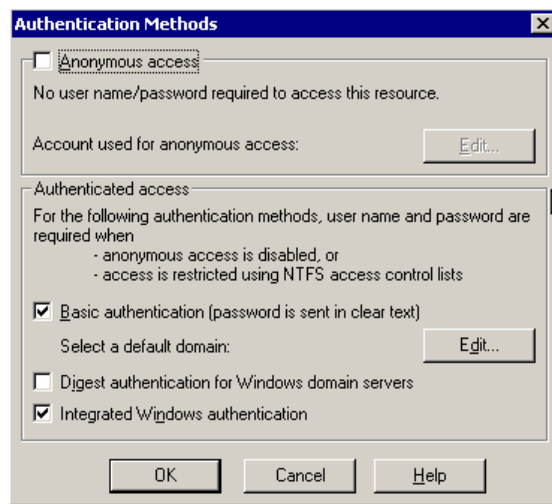 Authentication Methods
Anonymous access
No user name/password required to access this resource.
Account used for anonymous access:
Edit...
Authenticated access
For the following authentication methods, user name and password are
required when
- anonymous access is disabled, or
- access is restricted using NTFS access control lists
Basic authentication (password is sent in clear text)
Select a default domain:
Edit...
Digest authentication for Windows domain servers
Integrated Windows authentication
OK
Cancel
Help